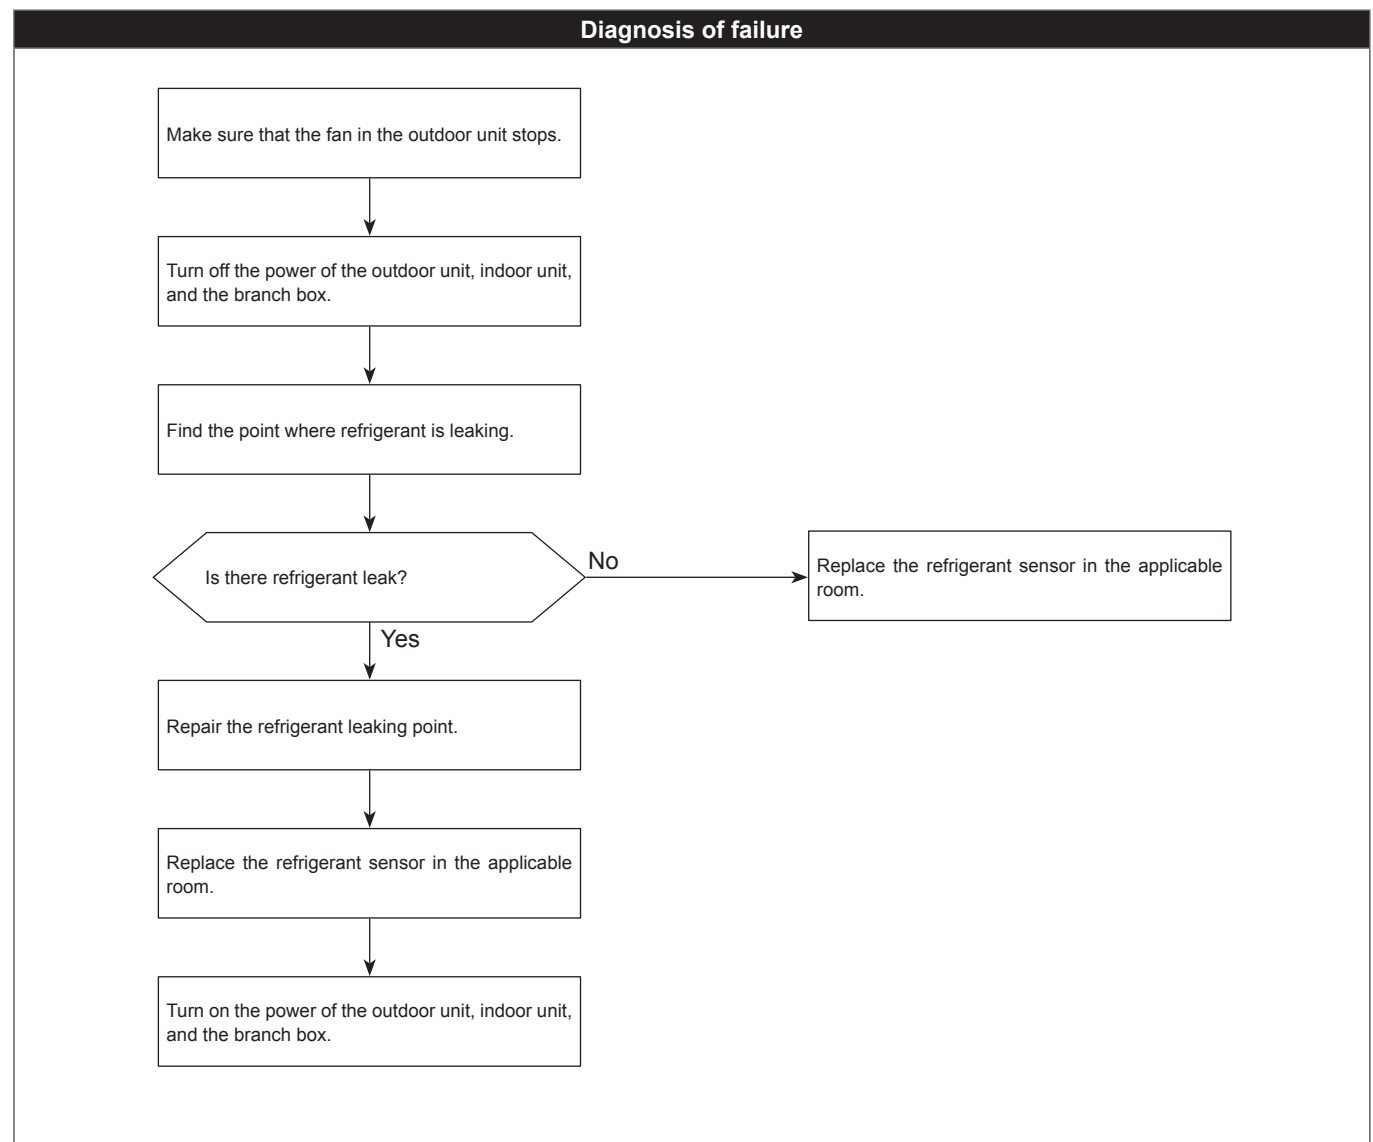 Diagnosis of failure
Make sure that the fan in the outdoor unit stops.
Turn off the power of the outdoor unit, indoor unit,
and the branch box.
Find the point where refrigerant is leaking.
Is there refrigerant leak?
No
Replace the refrigerant sensor in the applicable
room.
Yes
Repair the refrigerant leaking point.
Replace the refrigerant sensor in the applicable
room.
Turn on the power of the outdoor unit, indoor unit,
and the branch box.